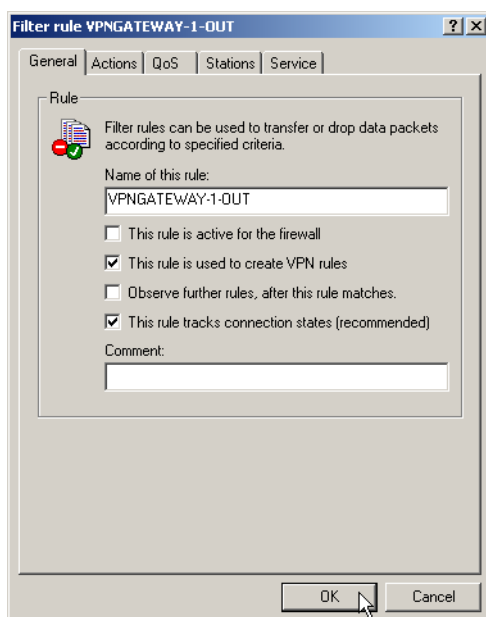 Filter rule VPNGATEWAY-1-OUT
General Actions QoS Stations Service
Rule
Filter rules can be used to transfer or drop data packets
according to specified criteria.
Name of this rule:
VPNGATEWAY-1-OUT
This rule is active for the firewall
This rule is used to create VPN rules
Observe further rules, after this rule matches.
This rule tracks connection states (recommended)
Comment:
OK Cancel